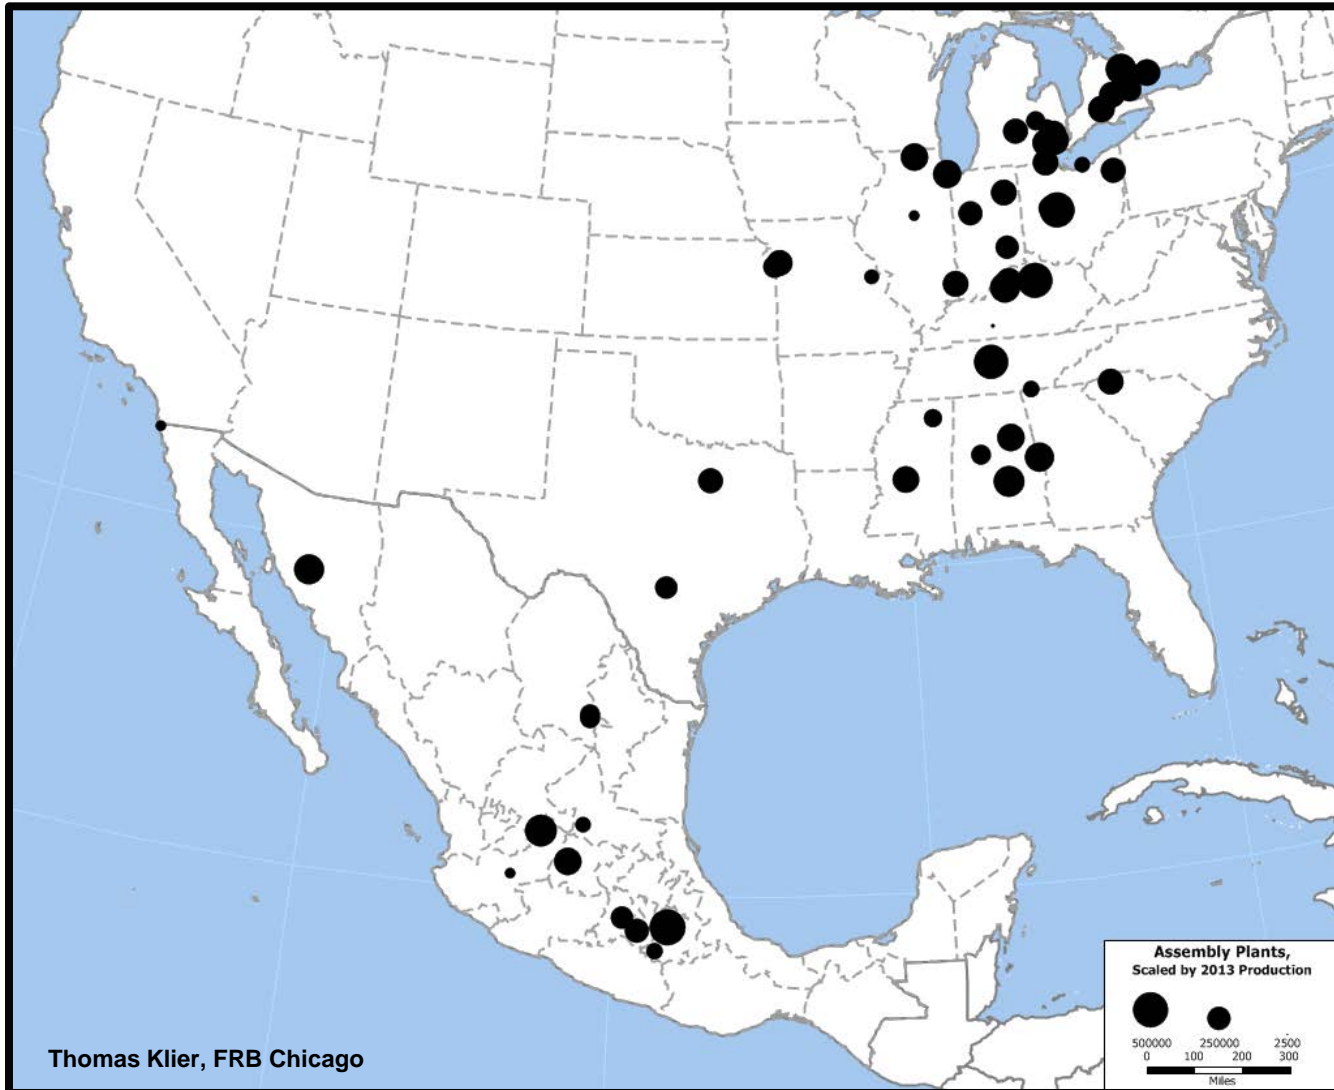 Assembly Plants,
Scaled by 2013 Production
500000 250000 2500
0 100 200 300
Miles
Thomas Klier, FRB Chicago